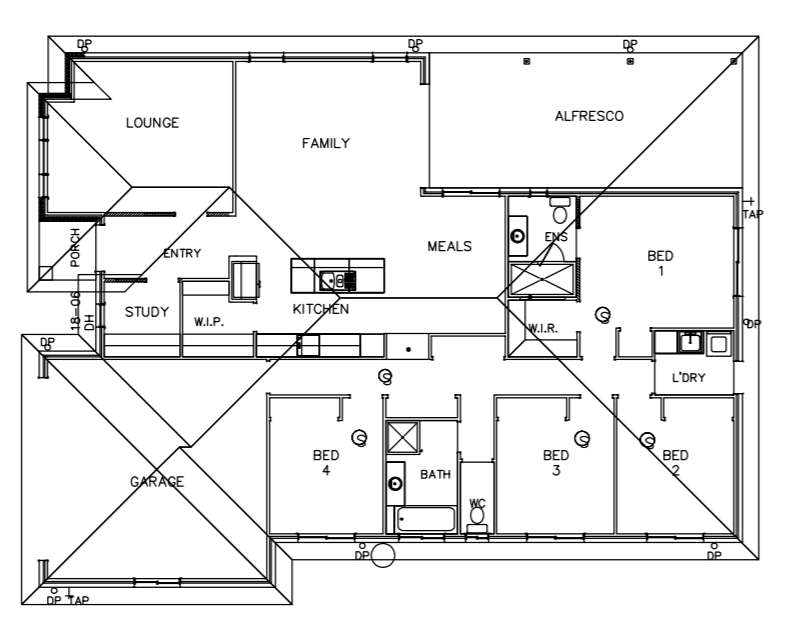 DP
DP
DP
LOUNGE
ALFRESCO
FAMILY
TAP
PORCH
ENS
MEALS
ENTRY
BED
1
18-06
DH
STUDY
KITCHEN
W.I.P.
W.I.R.
DP
DP
L'DRY
BED
4
BED
3
BED
2
BATH
GARAGE
WC
DP
DP
DP TAP